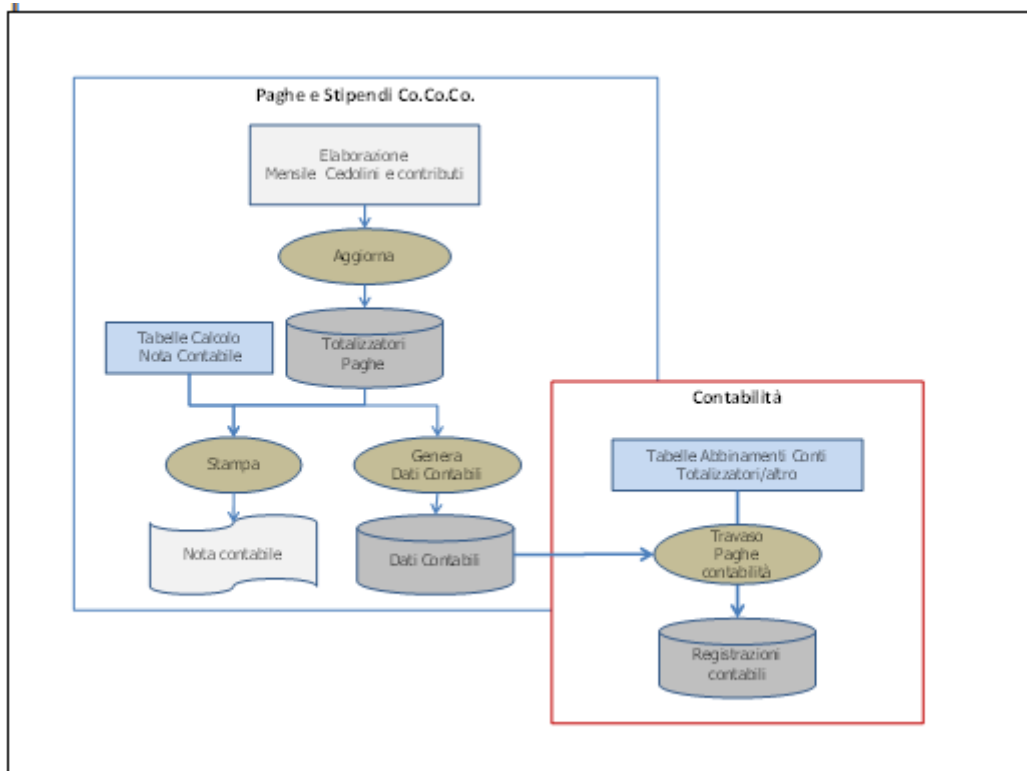 Paghe e Stipendi Co.Co.Co.
Elaborazione
Mensile Cedolini e contributi
Aggiorna
Tabelle Calcolo
Nota Contabile
Totalizzatori
Paghe
Contabilità
Stampa
Genera
Dati Contabili
Tabelle Abbinamenti Conti
Totalizzatori/altro
Nota contabile
Dati Contabili
Travaso
Paghe
contabilità
Registrazioni
contabili